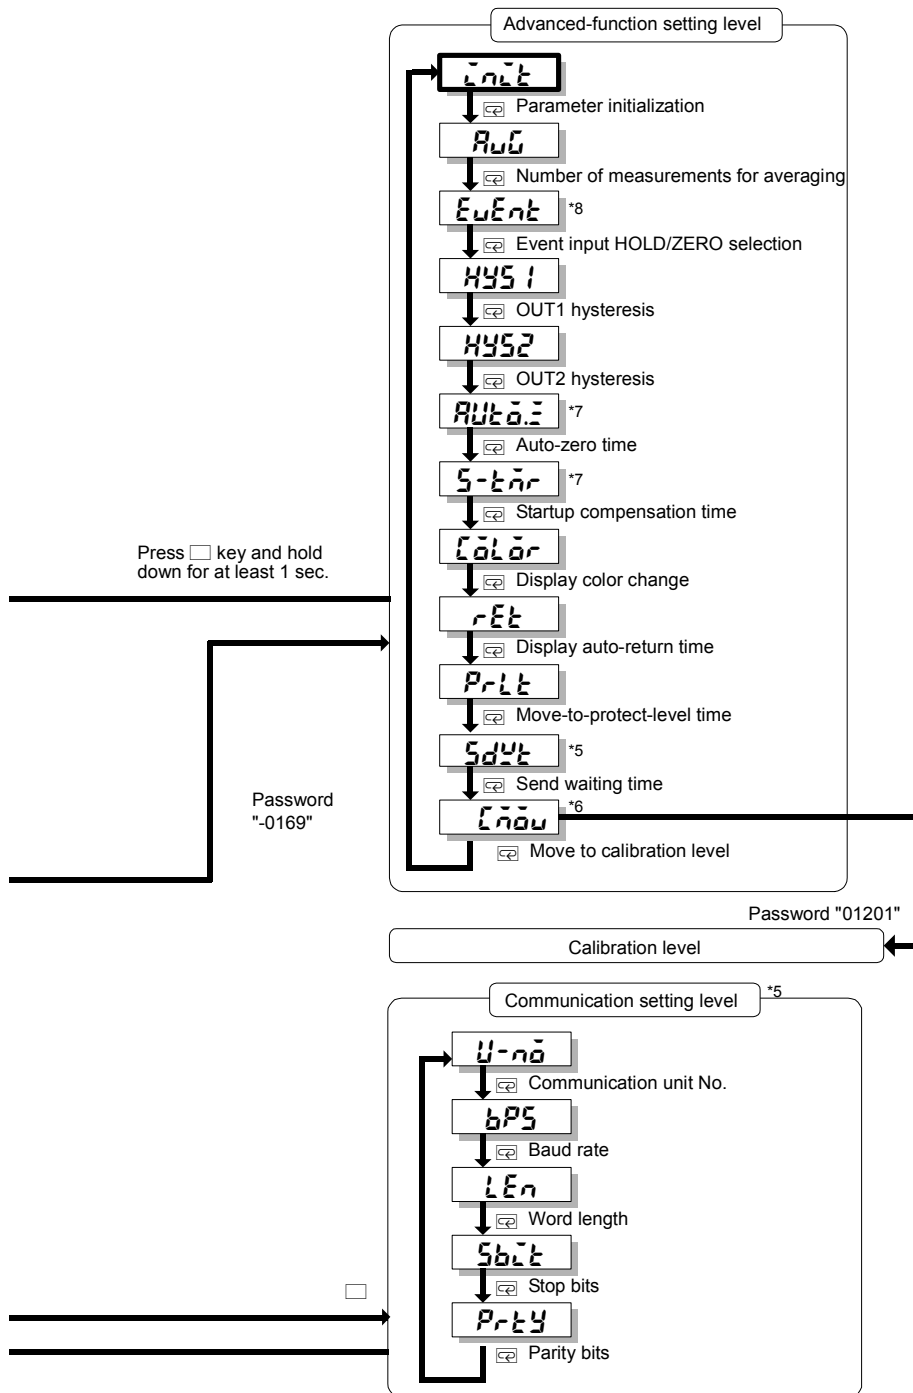 Advanced-function setting level
init
Parameter initialization
AvG
Number of measurements for averaging
EvEnt *8
Event input HOLD/ZERO selection
HYS1
OUT1 hysteresis
HYS2
OUT2 hysteresis
AUto.Z *7
Auto-zero time
S-tmr *7
Startup compensation time
CoLor
Display color change
rEt
Display auto-return time
PrLt
Move-to-protect-level time
SdWt *5
Send waiting time
Cmov *6
Move to calibration level
Press key and hold
down for at least 1 sec.
Password
"-0169"
Password "01201"
Calibration level
Communication setting level *5
U-no
Communication unit No.
bPS
Baud rate
LEn
Word length
Sbit
Stop bits
PrtY
Parity bits